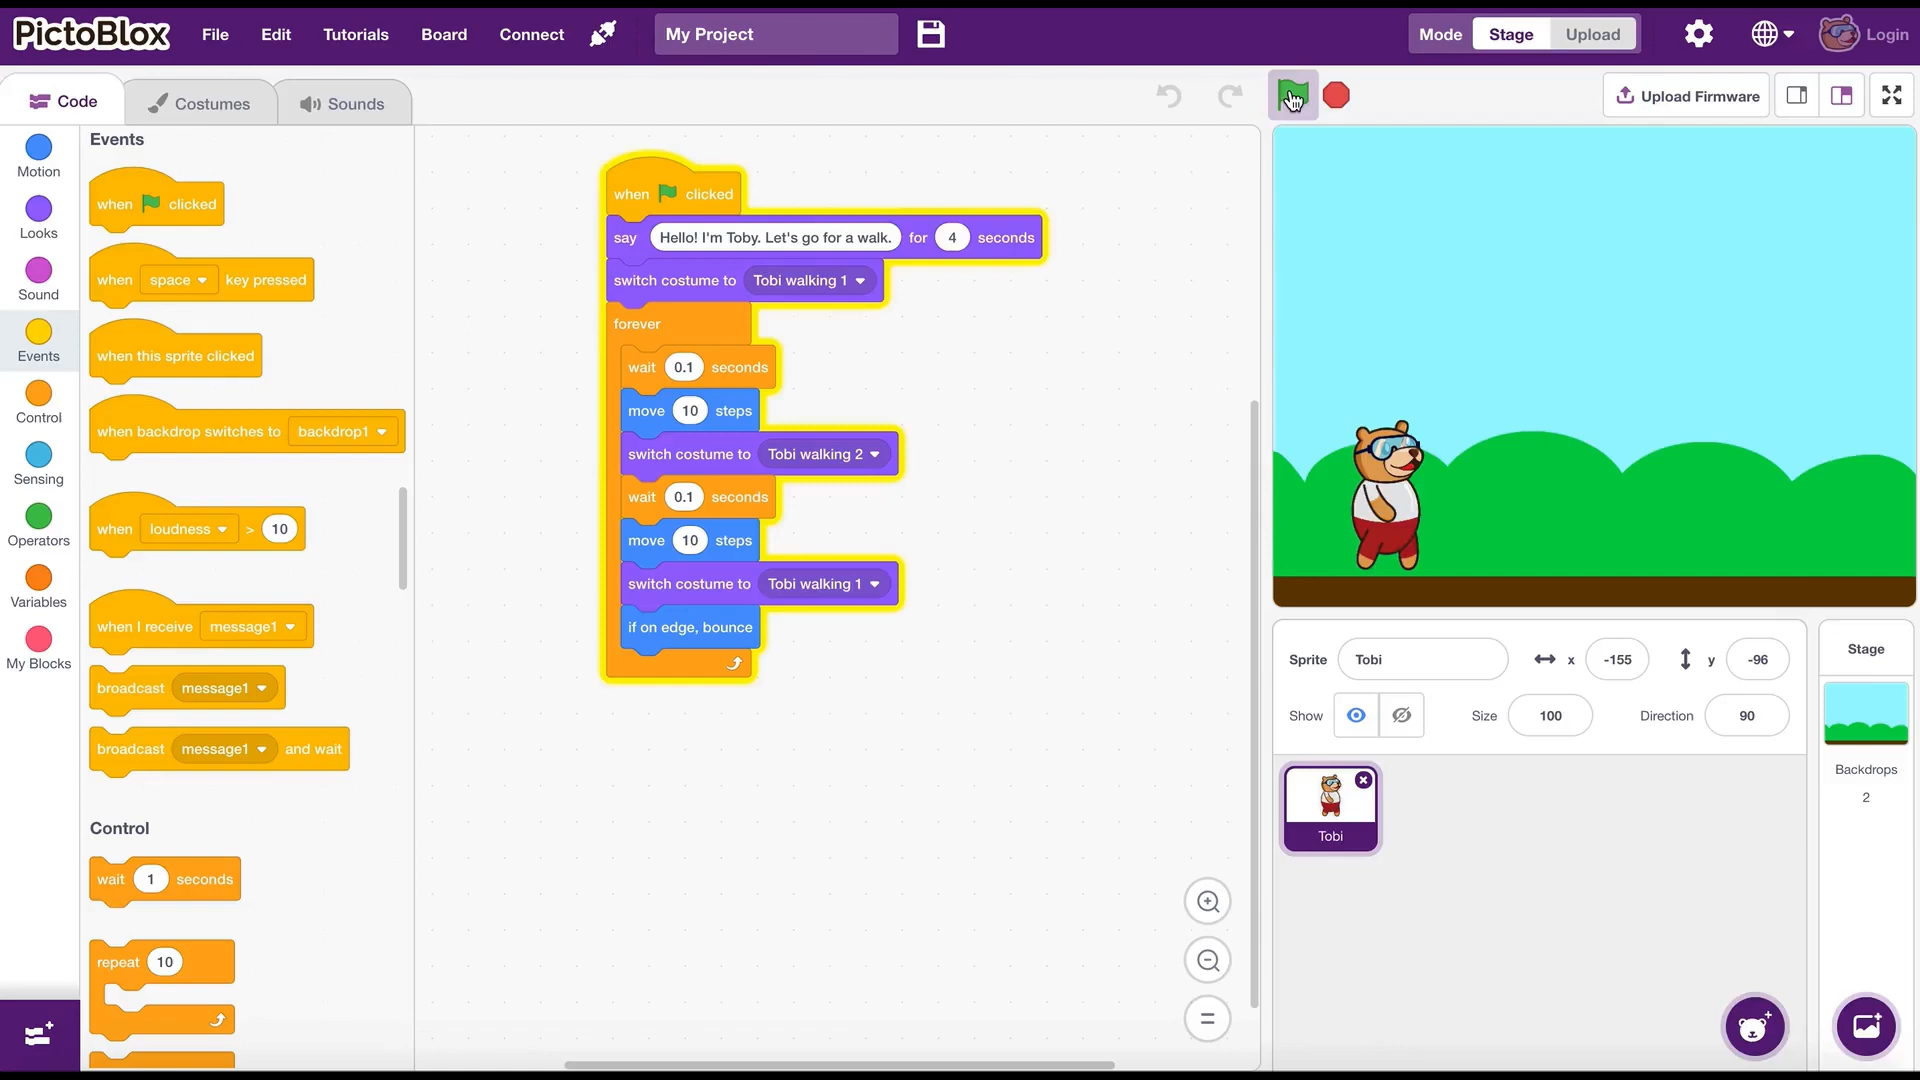 PictoBlox File Edit Tutorials Board Connect My Project Mode Stage Upload Login
Code Costumes Sounds Upload Firmware
Motion
Looks
Sound
Events
Control
Sensing
Operators
Variables
My Blocks
Events
when clicked
when space key pressed
when this sprite clicked
when backdrop switches to backdrop1
when loudness > 10
when I receive message1
broadcast message1
broadcast message1 and wait
Control
wait 1 seconds
repeat 10
when clicked
say Hello! I'm Toby. Let's go for a walk. for 4 seconds
switch costume to Tobi walking 1
forever
wait 0.1 seconds
move 10 steps
switch costume to Tobi walking 2
wait 0.1 seconds
move 10 steps
switch costume to Tobi walking 1
if on edge, bounce
Sprite Tobi x -155 y -96
Show Size 100 Direction 90
Tobi
Stage
Backdrops
2